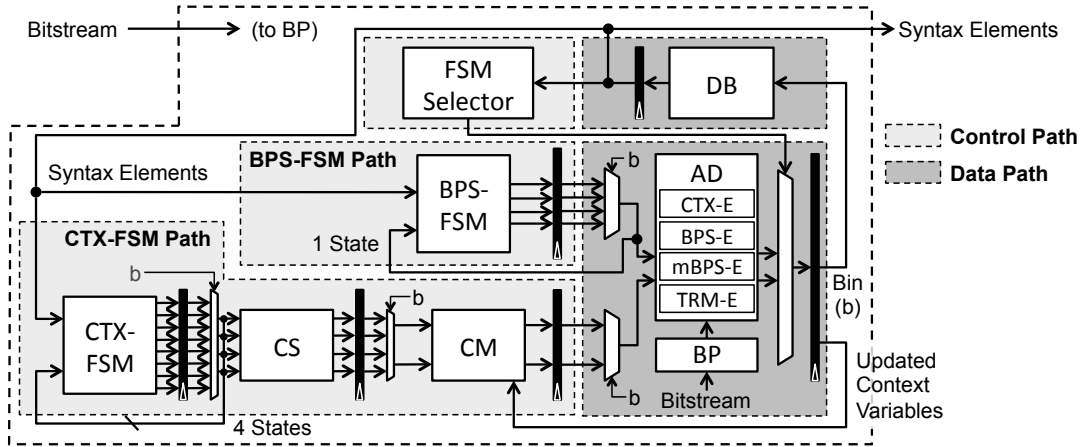 Bitstream
(to BP)
Syntax Elements
FSM
Selector
DB
Control Path
Data Path
BPS-FSM Path
Syntax Elements
BPS-
FSM
b
AD
CTX-E
BPS-E
mBPS-E
TRM-E
1 State
CTX-FSM Path
b
b
Bin
(b)
CTX-
FSM
CS
CM
BP
b
Bitstream
Updated
Context
Variables
4 States